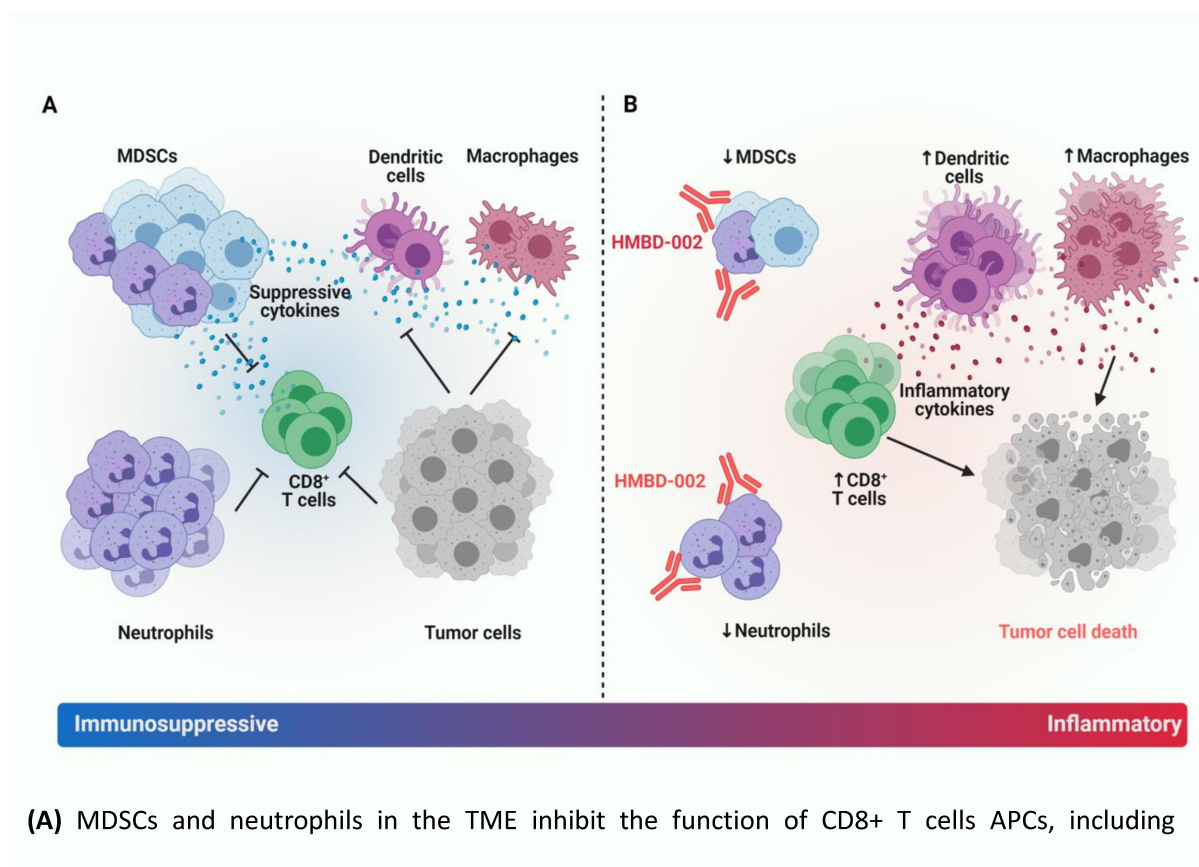 A
MDSCs
Dendritic
cells
Macrophages
Suppressive
cytokines
CD8⁺
T cells
Neutrophils
Tumor cells
B
↓MDSCs
↑Dendritic
cells
↑Macrophages
HMBD-002
Inflammatory
cytokines
↑CD8⁺
T cells
HMBD-002
↓Neutrophils
Tumor cell death
Immunosuppressive
Inflammatory
(A) MDSCs and neutrophils in the TME inhibit the function of CD8+ T cells APCs, including